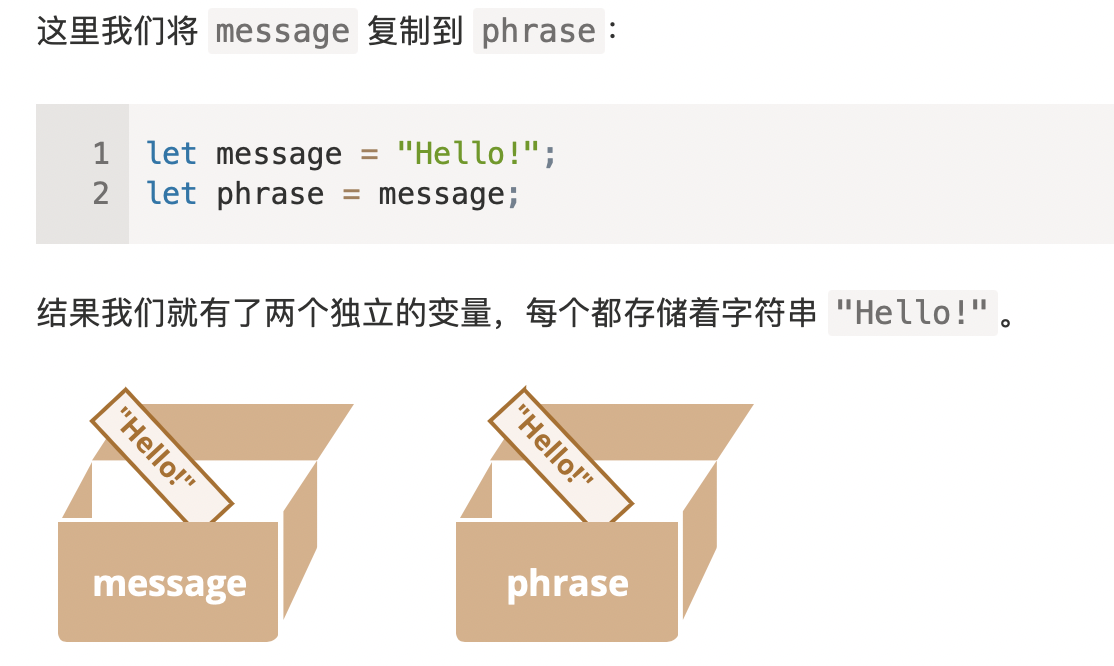 这里我们将 message 复制到 phrase：
1 let message = "Hello!";
2 let phrase = message;
结果我们就有了两个独立的变量，每个都存储着字符串 "Hello!"。
"Hello!" "Hello!"
message phrase